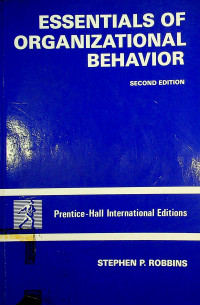 ESSENTIALS OF
ORGANIZATIONAL
BEHAVIOR
SECOND EDITION
Prentice-Hall International Editions
STEPHEN P. ROBBINS